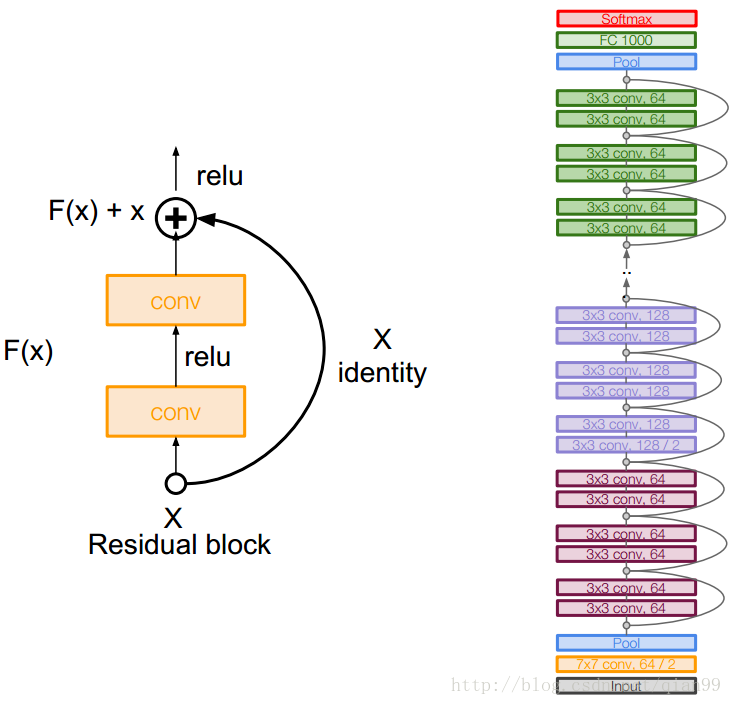 relu
F(x) + x
conv
F(x)
relu
X
identity
conv
X
Residual block
Softmax
FC 1000
Pool
3x3 conv, 64
3x3 conv, 64
3x3 conv, 64
3x3 conv, 64
3x3 conv, 64
3x3 conv, 64
3x3 conv, 128
3x3 conv, 128
3x3 conv, 128
3x3 conv, 128
3x3 conv, 128
3x3 conv, 128 / 2
3x3 conv, 64
3x3 conv, 64
3x3 conv, 64
3x3 conv, 64
3x3 conv, 64
3x3 conv, 64
Pool
7x7 conv, 64 / 2
Input
http://blog.csdn.net/qian99